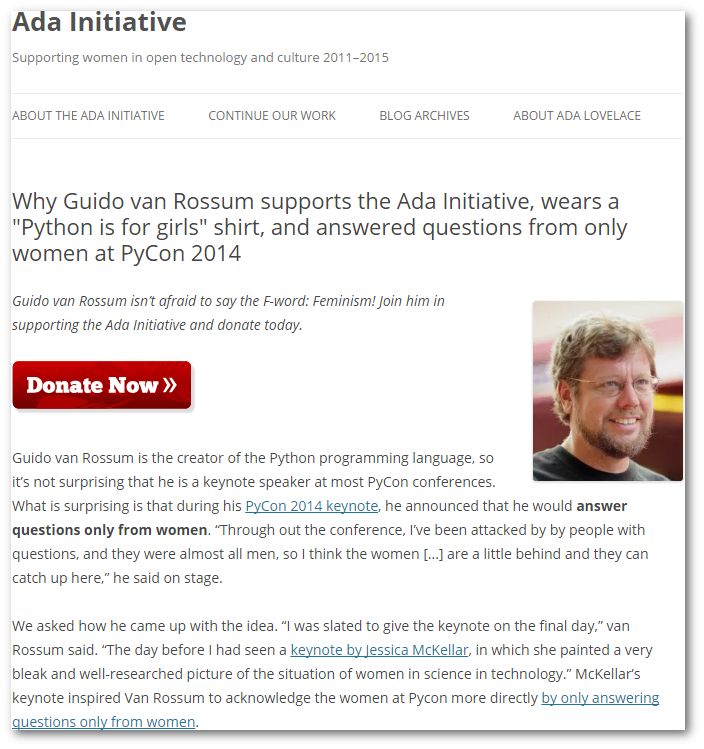 Ada Initiative
Supporting women in open technology and culture 2011–2015
ABOUT THE ADA INITIATIVE CONTINUE OUR WORK BLOG ARCHIVES ABOUT ADA LOVELACE
Why Guido van Rossum supports the Ada Initiative, wears a
"Python is for girls" shirt, and answered questions from only
women at PyCon 2014
Guido van Rossum isn’t afraid to say the F-word: Feminism! Join him in
supporting the Ada Initiative and donate today.
Donate Now »
Guido van Rossum is the creator of the Python programming language, so
it’s not surprising that he is a keynote speaker at most PyCon conferences.
What is surprising is that during his PyCon 2014 keynote, he announced that he would answer
questions only from women. “Through out the conference, I’ve been attacked by by people with
questions, and they were almost all men, so I think the women […] are a little behind and they can
catch up here,” he said on stage.
We asked how he came up with the idea. “I was slated to give the keynote on the final day,” van
Rossum said. “The day before I had seen a keynote by Jessica McKellar, in which she painted a very
bleak and well-researched picture of the situation of women in science in technology.” McKellar’s
keynote inspired Van Rossum to acknowledge the women at Pycon more directly by only answering
questions only from women.